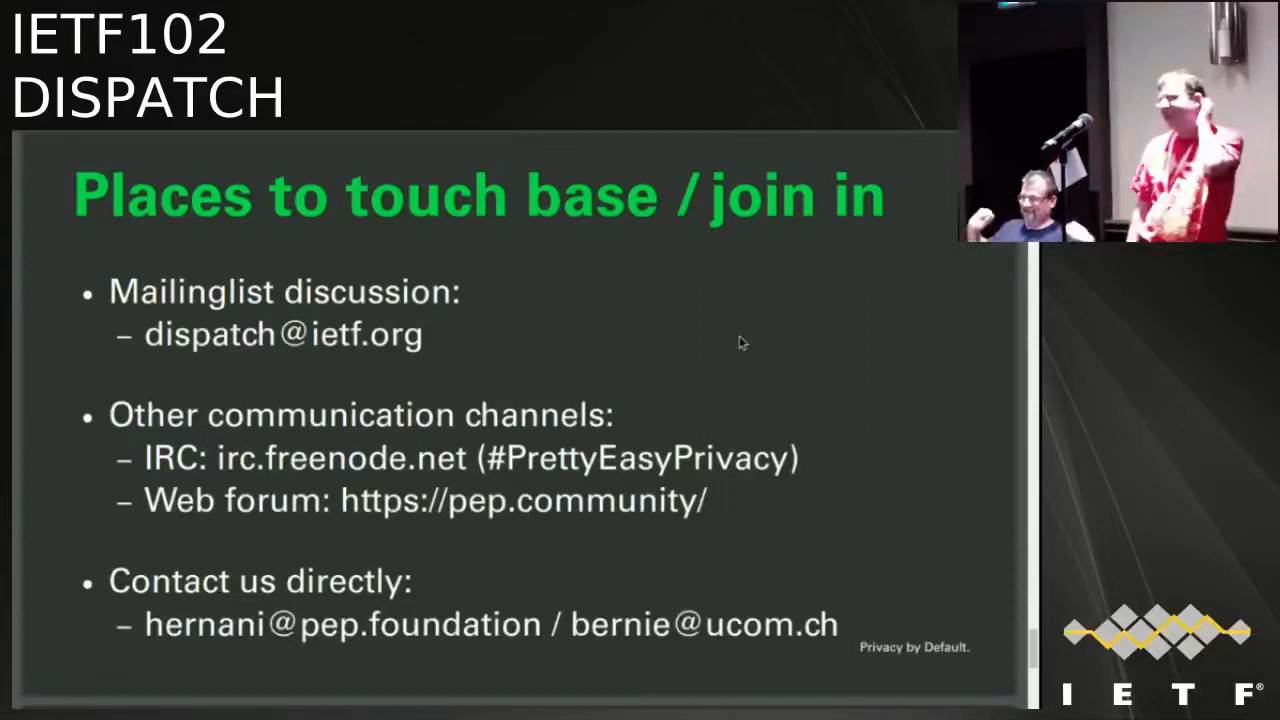 IETF102
DISPATCH
Places to touch base / join in
• Mailinglist discussion:
– dispatch@ietf.org
• Other communication channels:
– IRC: irc.freenode.net (#PrettyEasyPrivacy)
– Web forum: https://pep.community/
• Contact us directly:
– hernani@pep.foundation / bernie@ucom.ch
Privacy by Default.
I E T F®